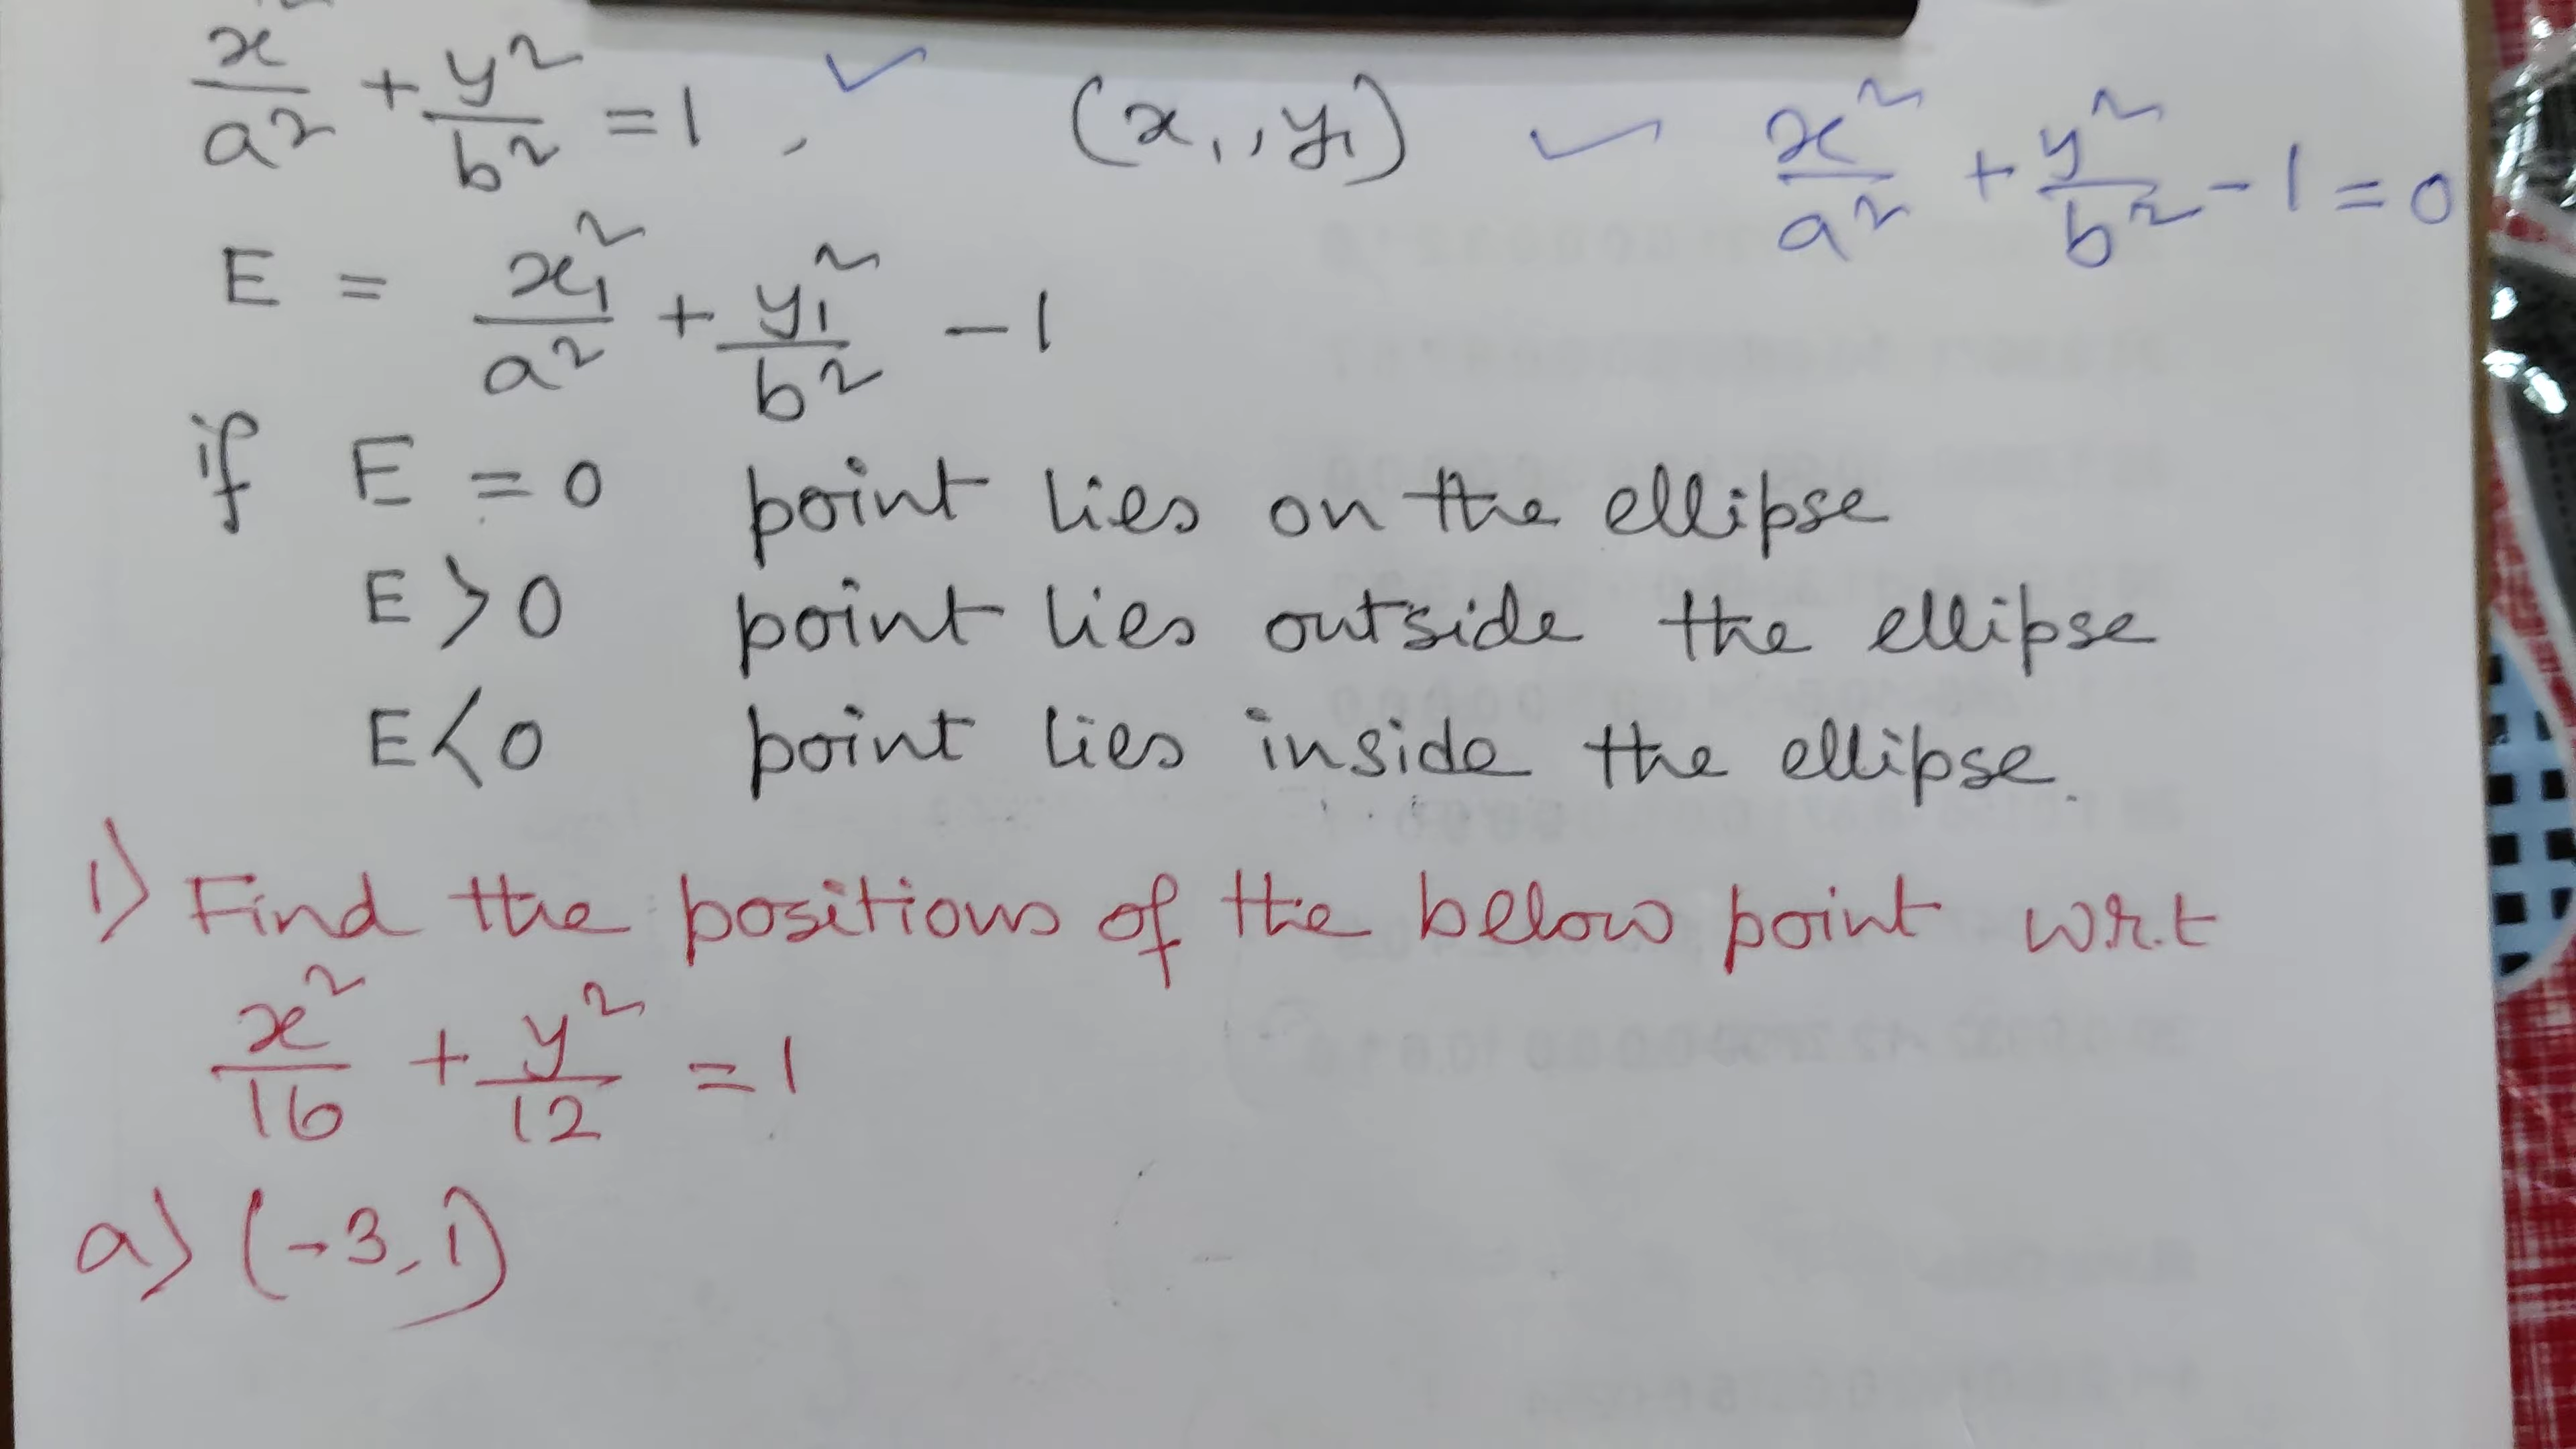 x²/a² + y²/b² = 1, ✓ (x₁, y₁) ✓ x²/a² + y²/b² - 1 = 0
E = x₁²/a² + y₁²/b² - 1
if E = 0 point lies on the ellipse
E > 0 point lies outside the ellipse
E < 0 point lies inside the ellipse.
1) Find the positions of the below point w.r.t
x²/16 + y²/12 = 1
a) (-3, 1)